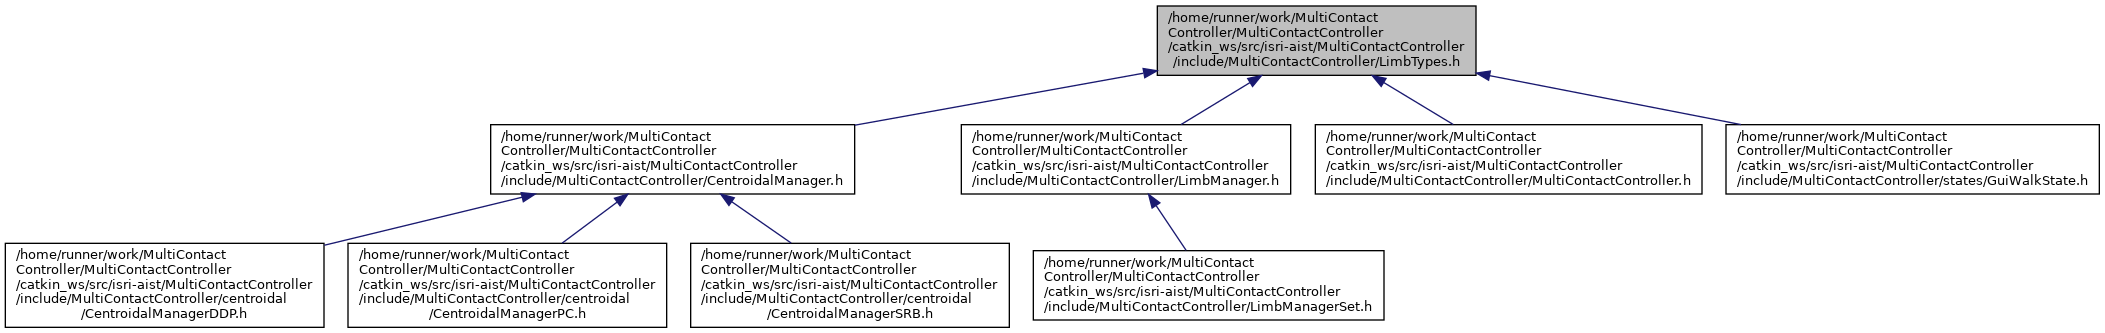 /home/runner/work/MultiContact
Controller/MultiContactController
/catkin_ws/src/isri-aist/MultiContactController
/include/MultiContactController/LimbTypes.h
/home/runner/work/MultiContact
Controller/MultiContactController
/catkin_ws/src/isri-aist/MultiContactController
/include/MultiContactController/CentroidalManager.h
/home/runner/work/MultiContact
Controller/MultiContactController
/catkin_ws/src/isri-aist/MultiContactController
/include/MultiContactController/LimbManager.h
/home/runner/work/MultiContact
Controller/MultiContactController
/catkin_ws/src/isri-aist/MultiContactController
/include/MultiContactController/MultiContactController.h
/home/runner/work/MultiContact
Controller/MultiContactController
/catkin_ws/src/isri-aist/MultiContactController
/include/MultiContactController/states/GuiWalkState.h
/home/runner/work/MultiContact
Controller/MultiContactController
/catkin_ws/src/isri-aist/MultiContactController
/include/MultiContactController/centroidal
/CentroidalManagerDDP.h
/home/runner/work/MultiContact
Controller/MultiContactController
/catkin_ws/src/isri-aist/MultiContactController
/include/MultiContactController/centroidal
/CentroidalManagerPC.h
/home/runner/work/MultiContact
Controller/MultiContactController
/catkin_ws/src/isri-aist/MultiContactController
/include/MultiContactController/centroidal
/CentroidalManagerSRB.h
/home/runner/work/MultiContact
Controller/MultiContactController
/catkin_ws/src/isri-aist/MultiContactController
/include/MultiContactController/LimbManagerSet.h